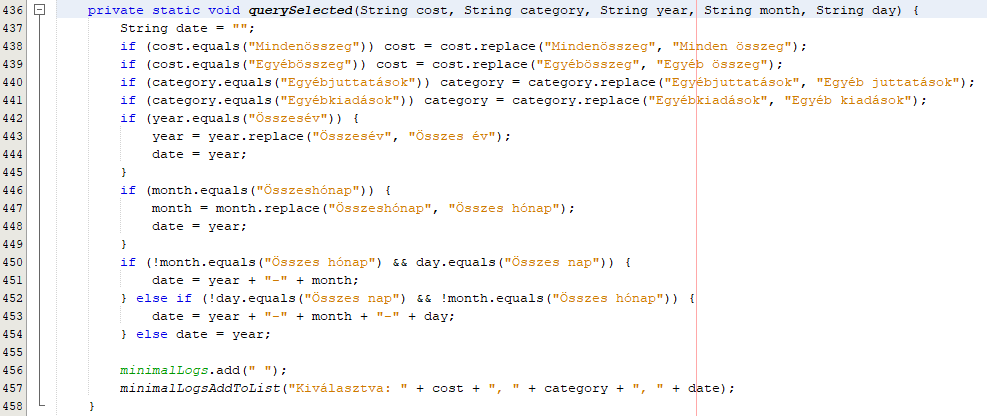 436 private static void querySelected(String cost, String category, String year, String month, String day) {
437 String date = "";
438 if (cost.equals("Mindenösszeg")) cost = cost.replace("Mindenösszeg", "Minden összeg");
439 if (cost.equals("Egyébösszeg")) cost = cost.replace("Egyébösszeg", "Egyéb összeg");
440 if (category.equals("Egyébjuttatások")) category = category.replace("Egyébjuttatások", "Egyéb juttatások");
441 if (category.equals("Egyébkiadások")) category = category.replace("Egyébkiadások", "Egyéb kiadások");
442 if (year.equals("Összesév")) {
443 year = year.replace("Összesév", "Összes év");
444 date = year;
445 }
446 if (month.equals("Összeshónap")) {
447 month = month.replace("Összeshónap", "Összes hónap");
448 date = year;
449 }
450 if (!month.equals("Összes hónap") && day.equals("Összes nap")) {
451 date = year + "-" + month;
452 } else if (!day.equals("Összes nap") && !month.equals("Összes hónap")) {
453 date = year + "-" + month + "-" + day;
454 } else date = year;
455
456 minimalLogs.add(" ");
457 minimalLogsAddToList("Kiválasztva: " + cost + ", " + category + ", " + date);
458 }